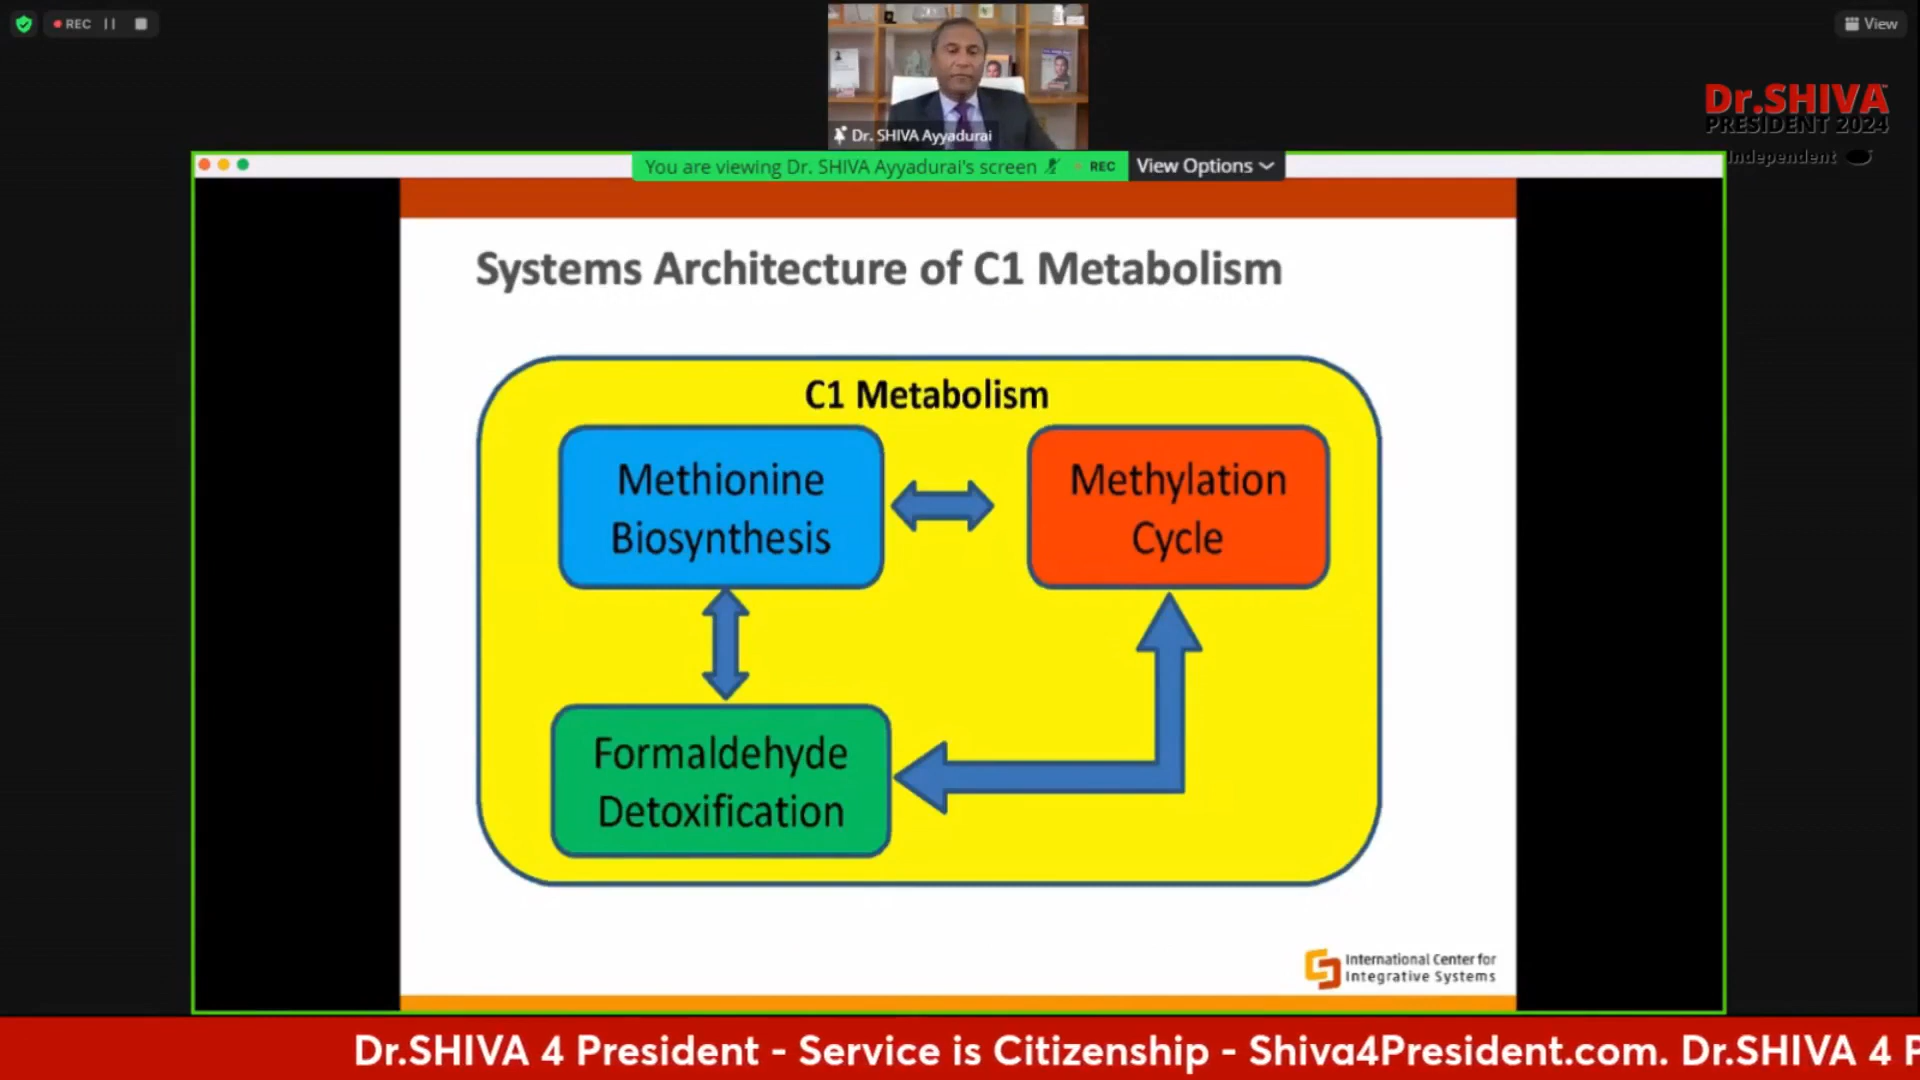 REC
View
Dr.SHIVA
PRESIDENT 2024
Independent
Dr. SHIVA Ayyadurai
You are viewing Dr. SHIVA Ayyadurai's screen
REC
View Options
Systems Architecture of C1 Metabolism
C1 Metabolism
Methionine
Biosynthesis
Methylation
Cycle
Formaldehyde
Detoxification
International Center for
Integrative Systems
Dr.SHIVA 4 President - Service is Citizenship - Shiva4President.com. Dr.SHIVA 4 P